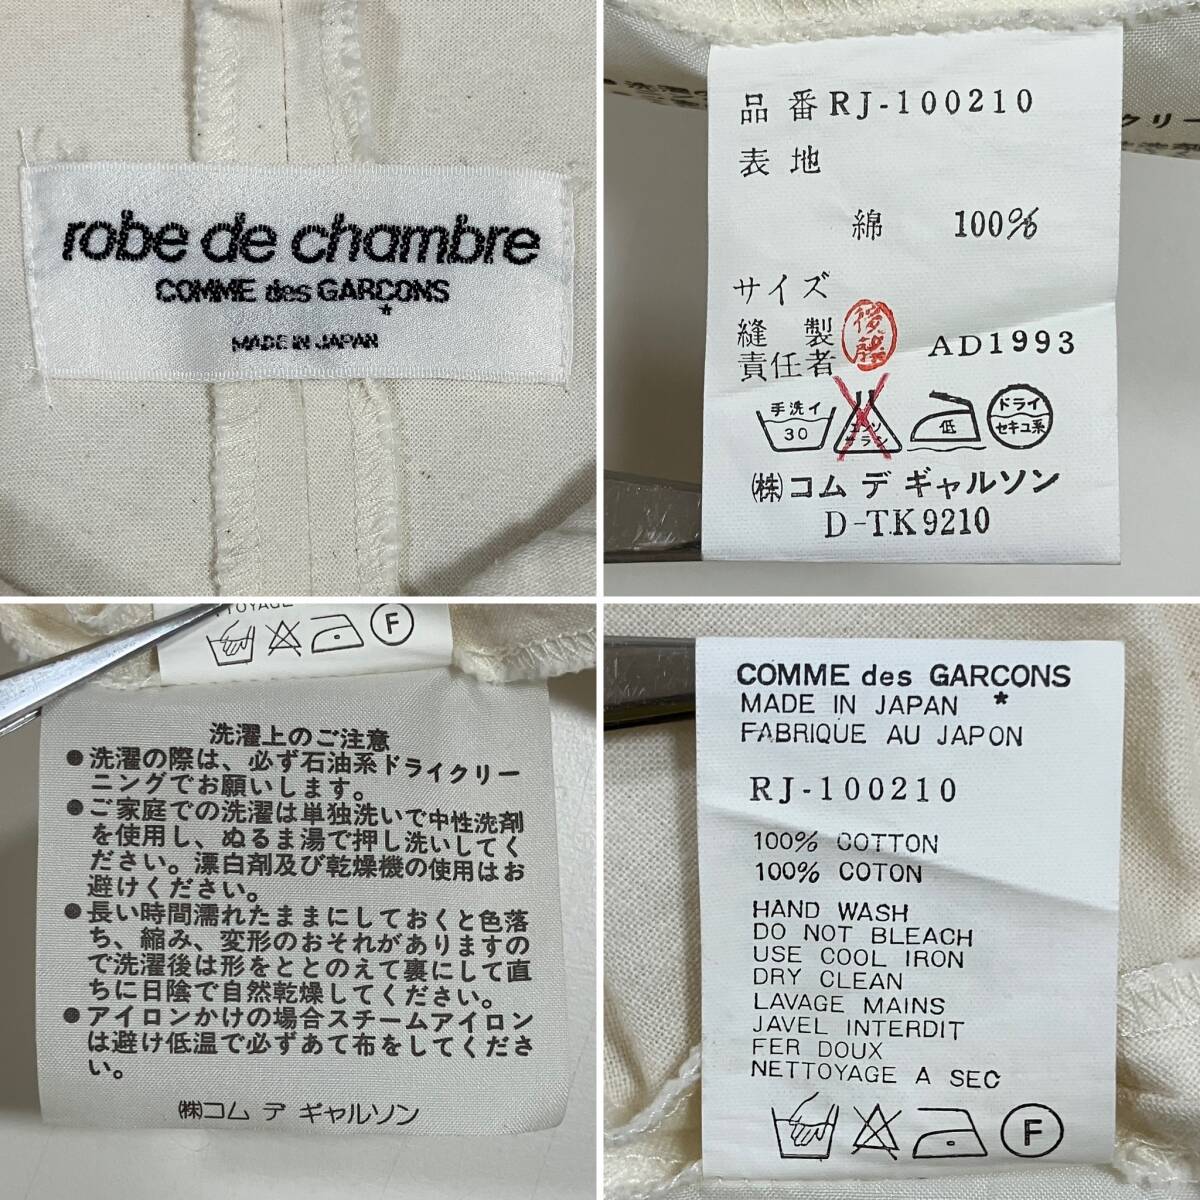 robe de chambre
COMME des GARÇONS
*
MADE IN JAPAN
品番 RJ-100210
表地
綿 100%
サイズ
縫製
責任者 後藤 AD1993
手洗イ
30
エンソ
サラシ
低
ドライ
セキユ系
㈱コム デ ギャルソン
D-TK9210
クリー
NETTOYAGE
F
洗濯上のご注意
●洗濯の際は、必ず石油系ドライクリー
ニングでお願いします。
●ご家庭での洗濯は単独洗いで中性洗剤
を使用し、ぬるま湯で押し洗いしてく
ださい。漂白剤及び乾燥機の使用はお
避けください。
●長い時間濡れたままにしておくと色落
ち、縮み、変形のおそれがありますの
で洗濯後は形をととのえて裏にして直
ちに日陰で自然乾燥してください。
●アイロンかけの場合スチームアイロン
は避け低温で必ずあて布をしてくださ
い。
㈱コム デ ギャルソン
COMME des GARCONS
MADE IN JAPAN *
FABRIQUE AU JAPON
RJ-100210
100% COTTON
100% COTON
HAND WASH
DO NOT BLEACH
USE COOL IRON
DRY CLEAN
LAVAGE MAINS
JAVEL INTERDIT
FER DOUX
NETTOYAGE A SEC
F